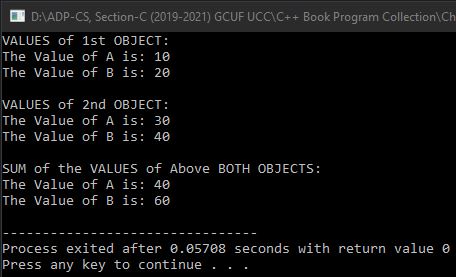 D:\ADP-CS, Section-C (2019-2021) GCUF UCC\C++ Book Program Collection\Ch
VALUES of 1st OBJECT:
The Value of A is: 10
The Value of B is: 20
VALUES of 2nd OBJECT:
The Value of A is: 30
The Value of B is: 40
SUM of the VALUES of Above BOTH OBJECTS:
The Value of A is: 40
The Value of B is: 60
--------------------------------
Process exited after 0.05708 seconds with return value 0
Press any key to continue . . .